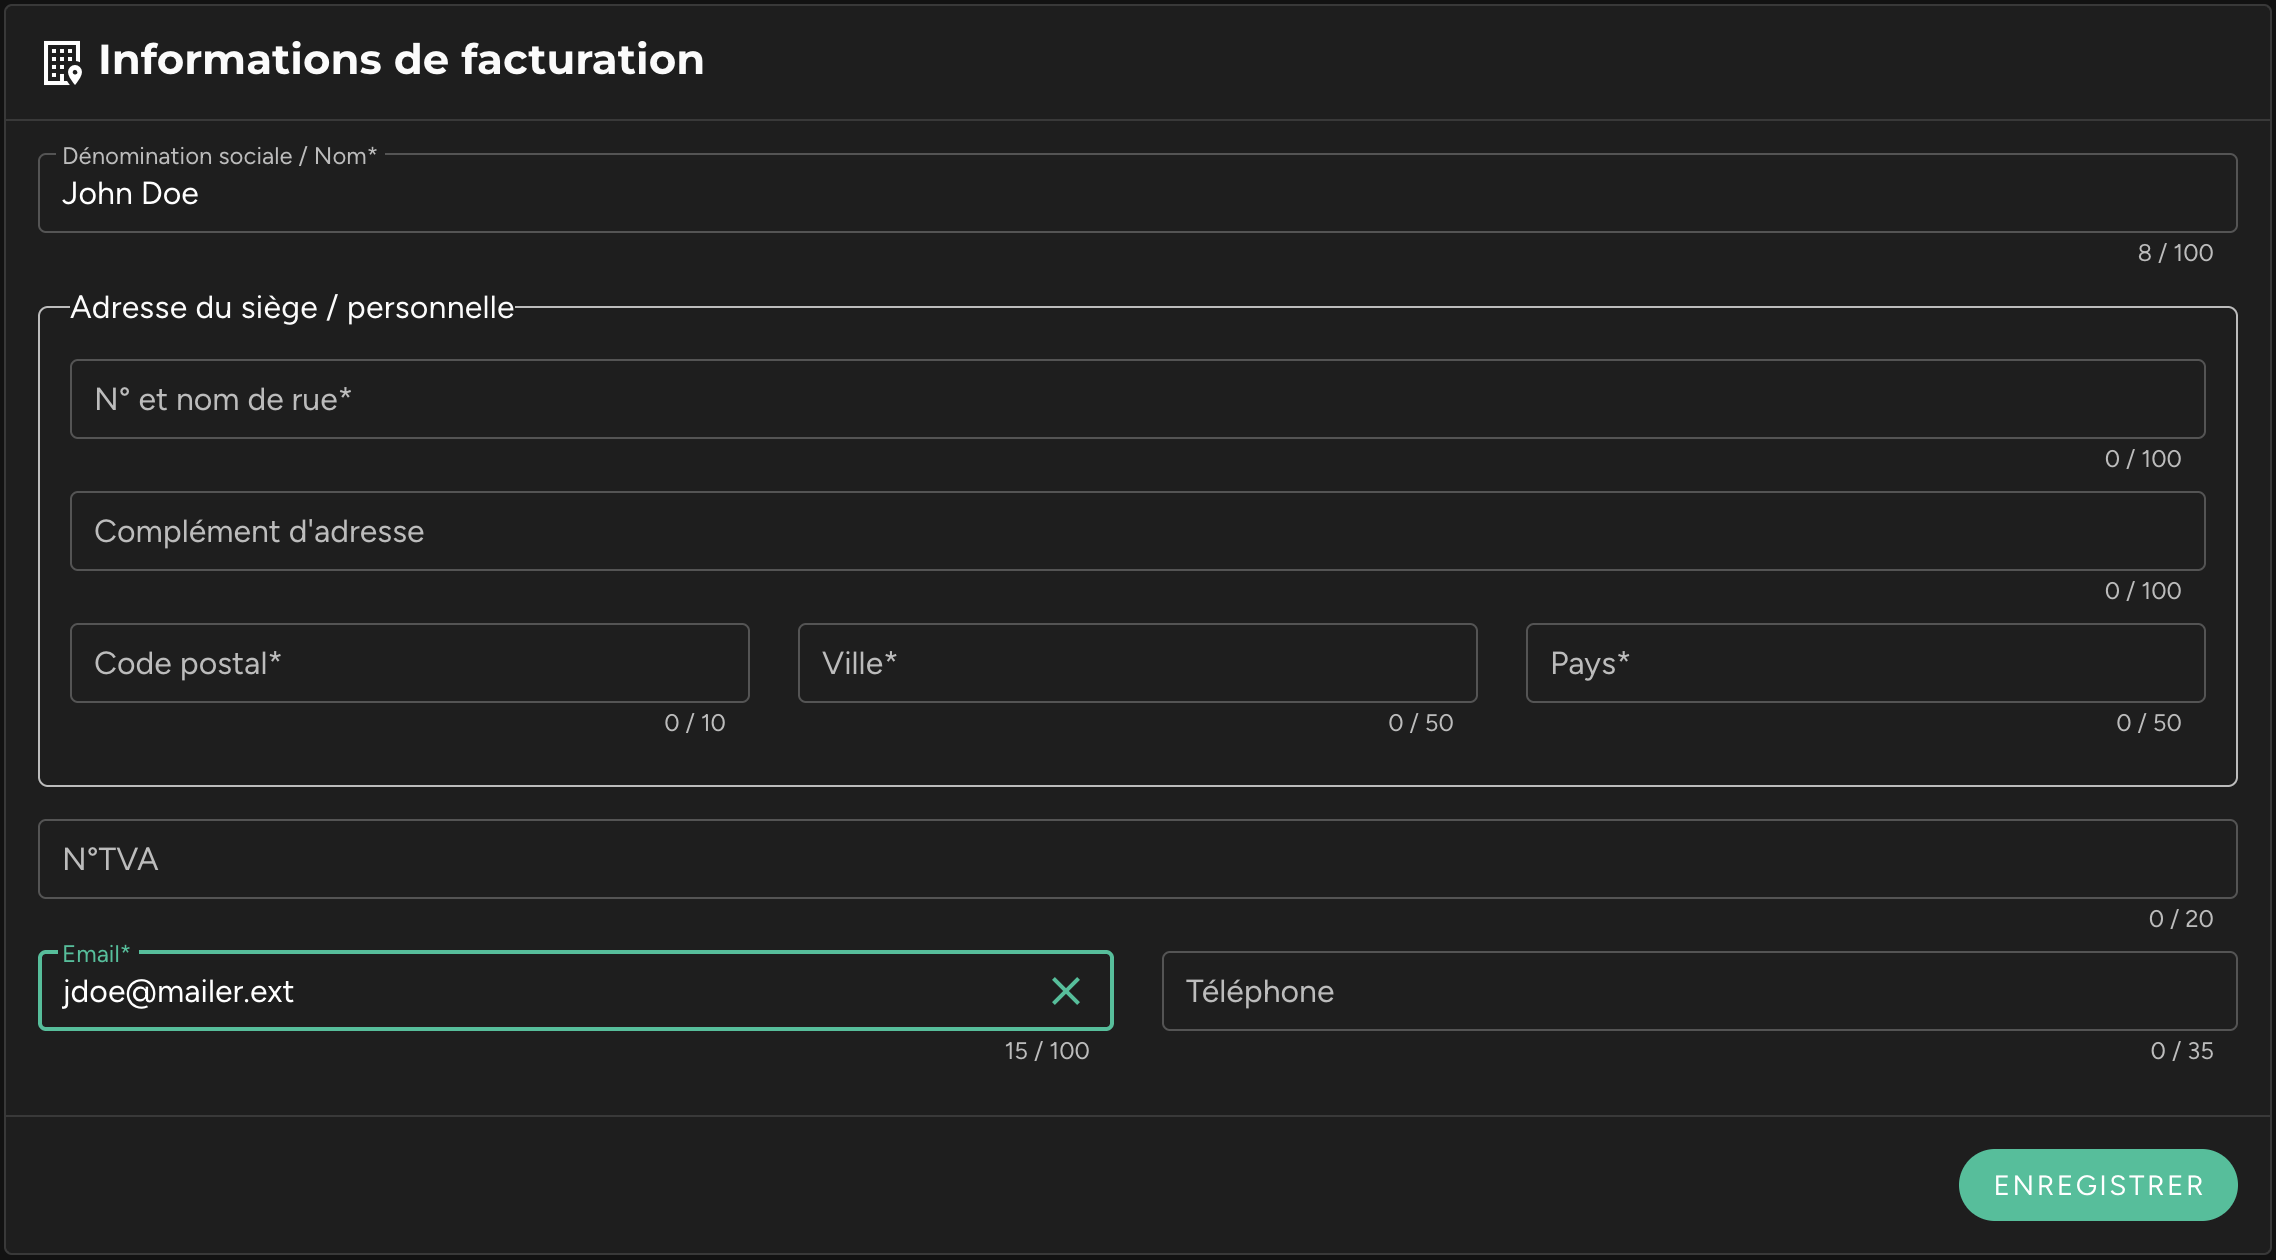 Informations de facturation
Dénomination sociale / Nom*
John Doe
8 / 100
Adresse du siège / personnelle
N° et nom de rue*
0 / 100
Complément d'adresse
0 / 100
Code postal* Ville* Pays*
0 / 10 0 / 50 0 / 50
N°TVA
0 / 20
Email*
jdoe@mailer.ext Téléphone
15 / 100 0 / 35
ENREGISTRER